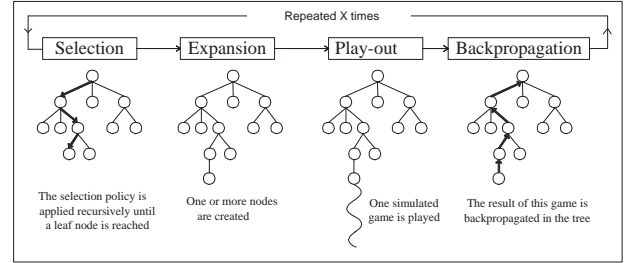 Repeated X times
Selection
Expansion
Play-out
Backpropagation
The selection policy is
applied recursively until
a leaf node is reached
One or more nodes
are created
One simulated
game is played
The result of this game is
backpropagated in the tree